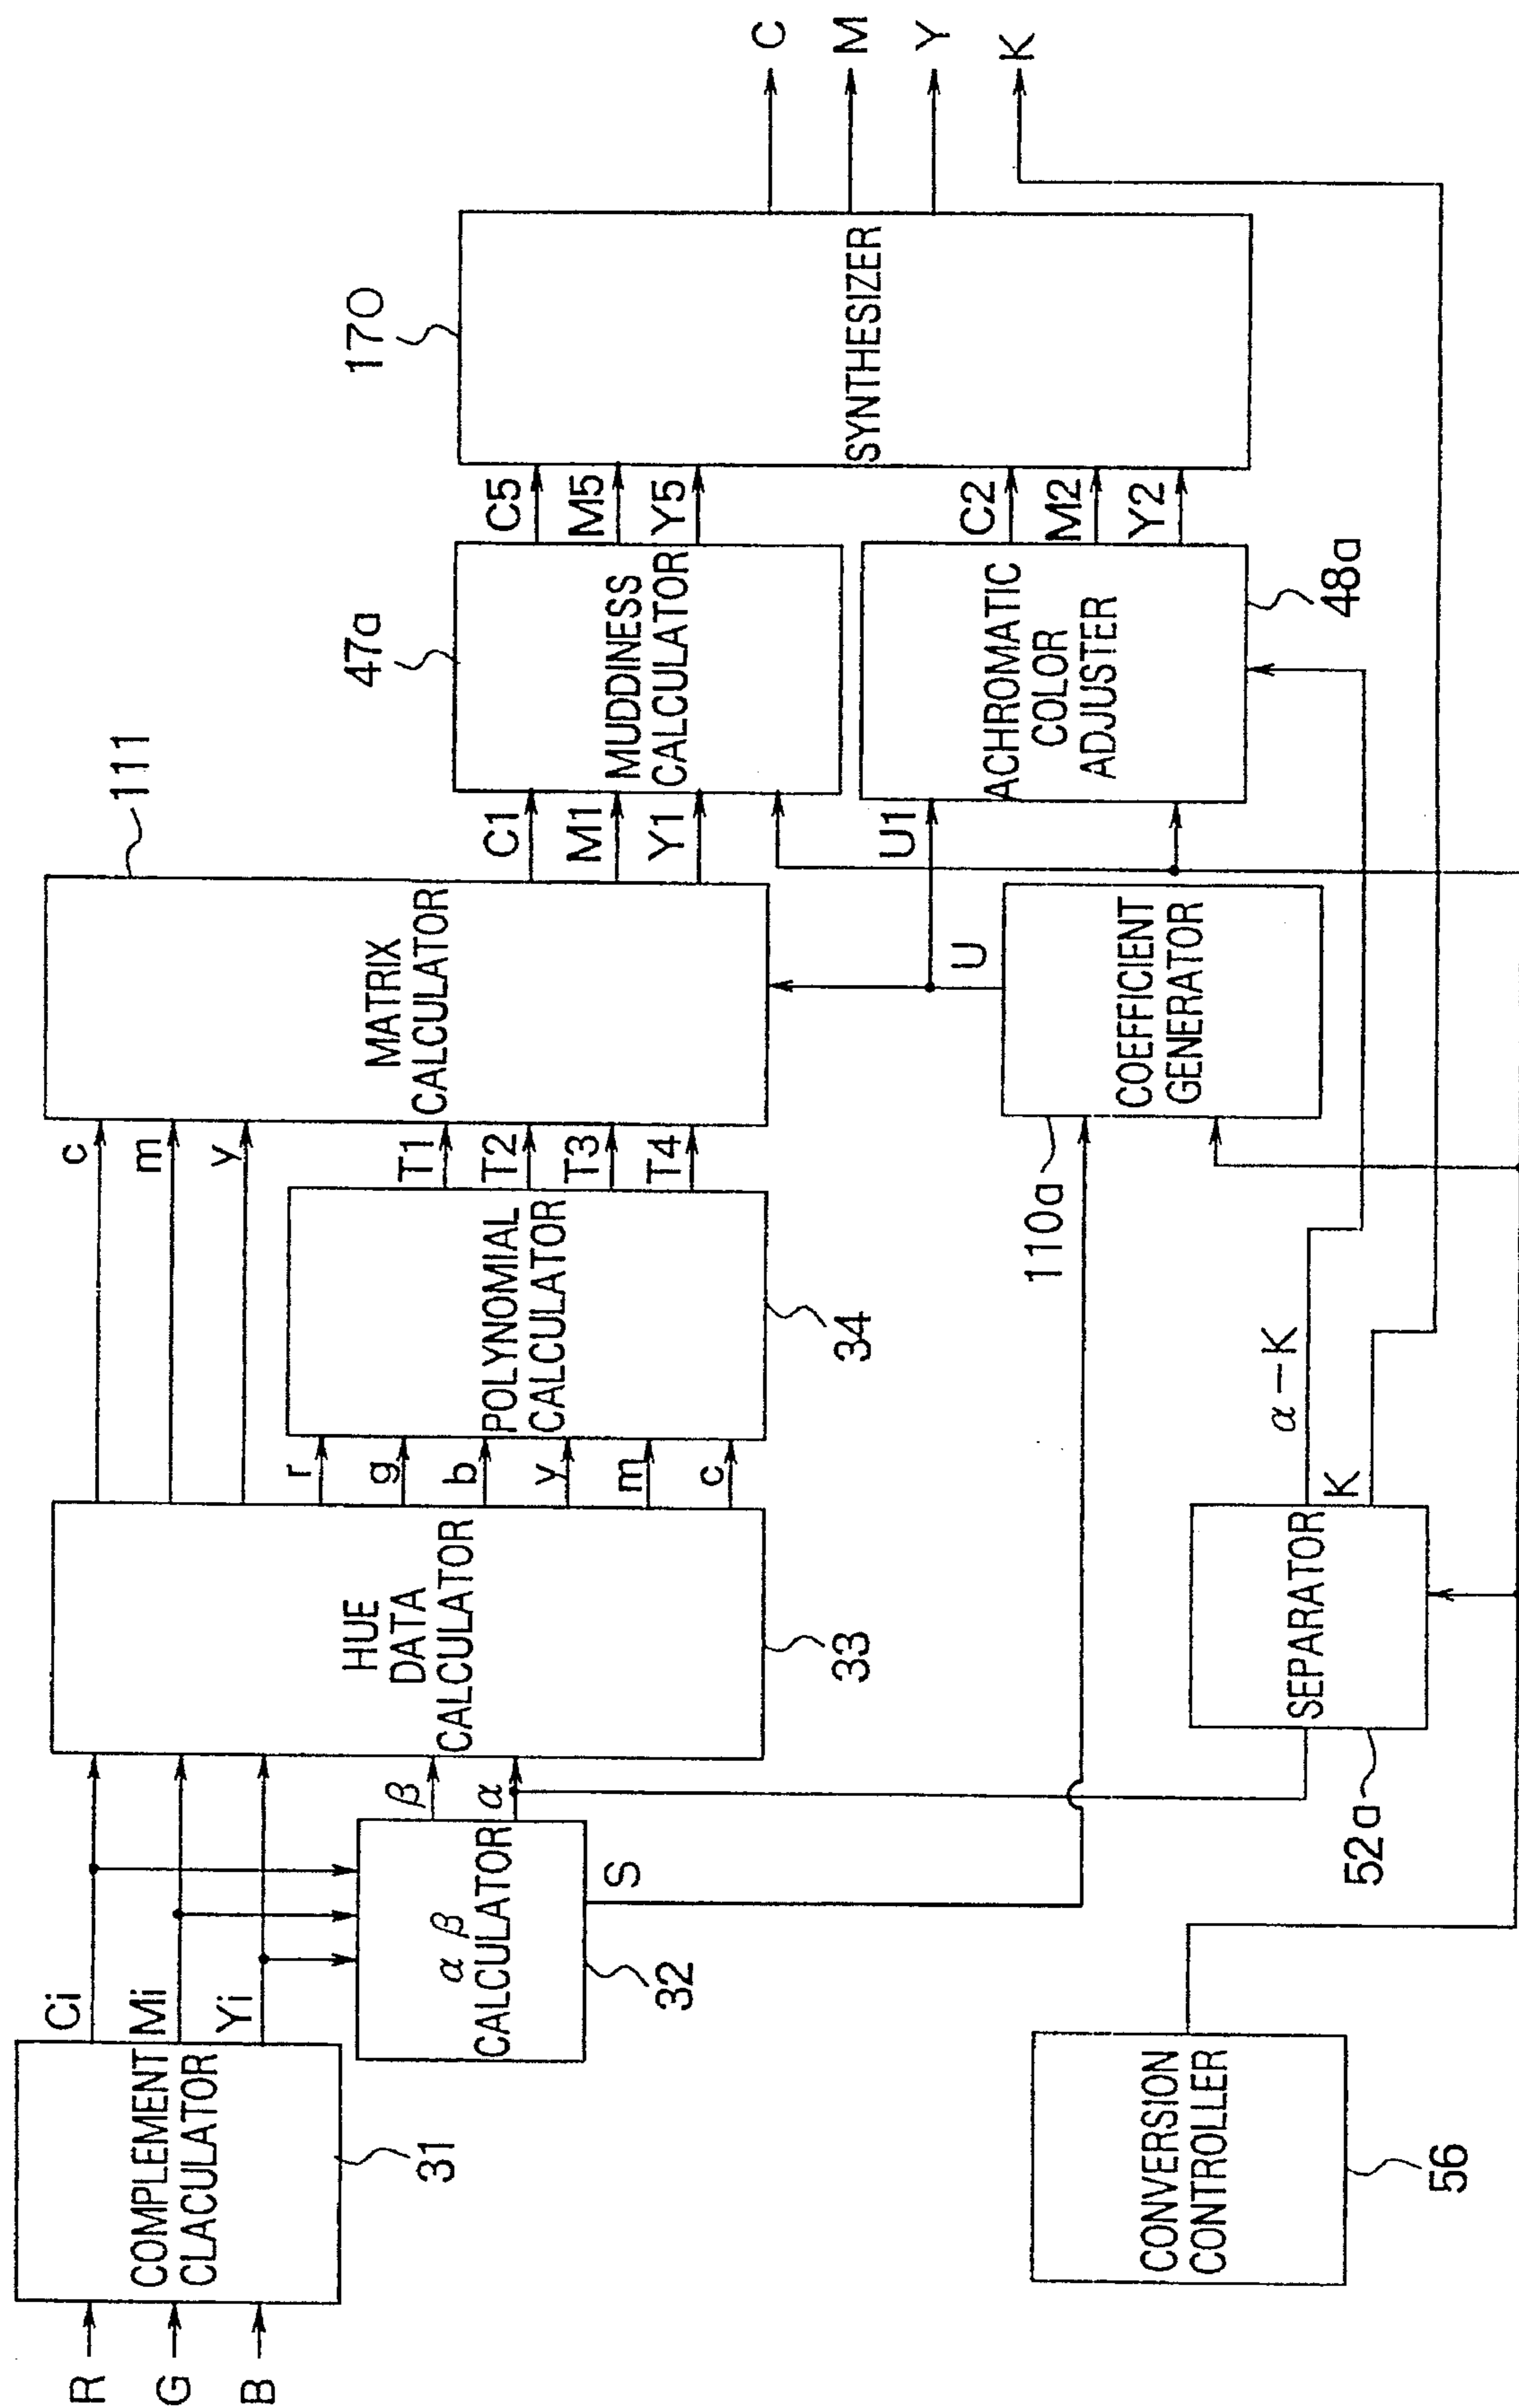 R
G
B
COMPLEMENT
CLACULATOR
31
Ci
Mi
Yi
α β
CALCULATOR
32
β
α
S
HUE
DATA
CALCULATOR
33
c
m
y
r
g
b
y
m
c
POLYNOMIAL
CALCULATOR
34
T1
T2
T3
T4
MATRIX
CALCULATOR
111
C1
M1
Y1
MUDDINESS
CALCULATOR
47a
C5
M5
Y5
U
U1
ACHROMATIC
COLOR
ADJUSTER
48a
C2
M2
Y2
SYNTHESIZER
170
C
M
Y
K
COEFFICIENT
GENERATOR
110a
SEPARATOR
52a
α-K
K
CONVERSION
CONTROLLER
56